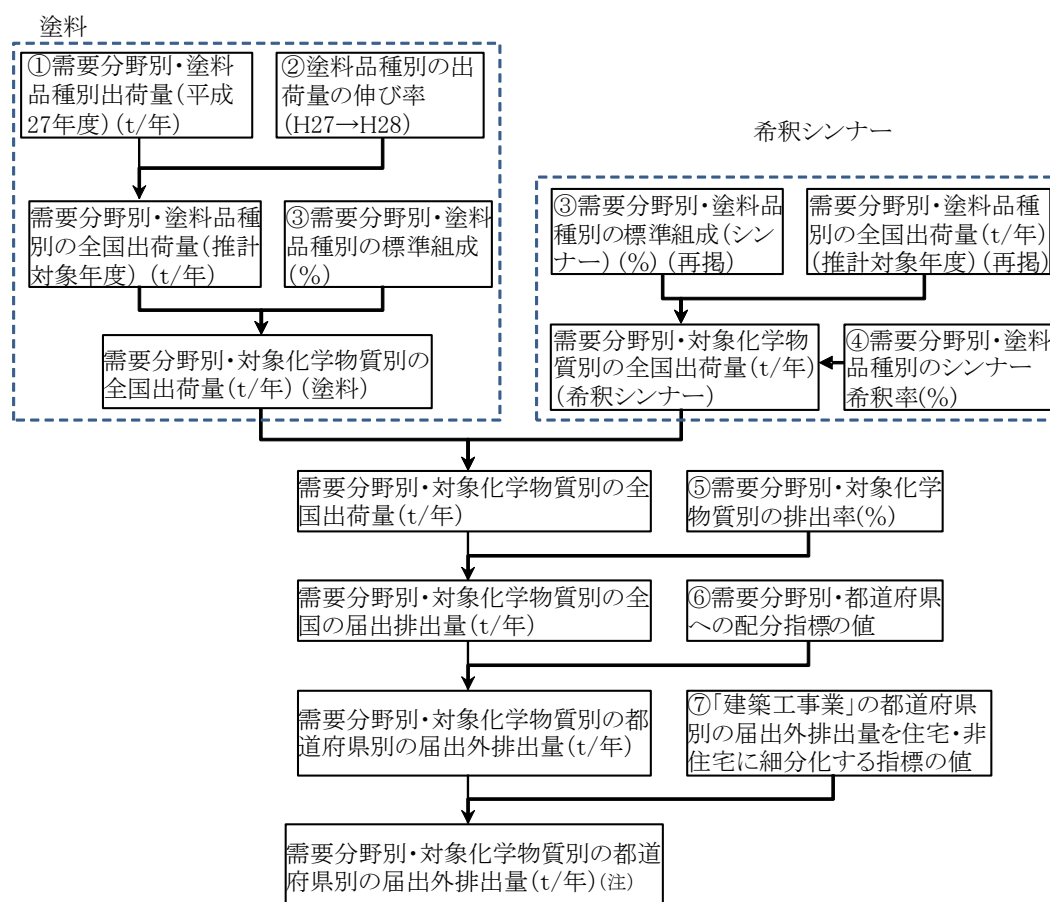 塗料
①需要分野別・塗料
品種別出荷量(平成
27年度)(t/年)
②塗料品種別の出
荷量の伸び率
(H27→H28)
希釈シンナー
需要分野別・塗料品種
別の全国出荷量(推計
対象年度)(t/年)
③需要分野別・塗料
品種別の標準組成
(%)
③需要分野別・塗料品
種別の標準組成(シン
ナー)(%)(再掲)
需要分野別・塗料品種
別の全国出荷量(t/年)
(推計対象年度)(再掲)
需要分野別・対象化学物質別の
全国出荷量(t/年)(塗料)
需要分野別・対象化学物
質別の全国出荷量(t/年)
(希釈シンナー)
④需要分野別・塗料
品種別のシンナー
希釈率(%)
需要分野別・対象化学物質別の全
国出荷量(t/年)
⑤需要分野別・対象化学
物質別の排出率(%)
需要分野別・対象化学物質別の全
国の届出排出量(t/年)
⑥需要分野別・都道府県
への配分指標の値
需要分野別・対象化学物質別の都
道府県別の届出外排出量(t/年)
⑦「建築工事業」の都道府県
別の届出外排出量を住宅・非
住宅に細分化する指標の値
需要分野別・対象化学物質別の都道
府県別の届出外排出量(t/年)(注)